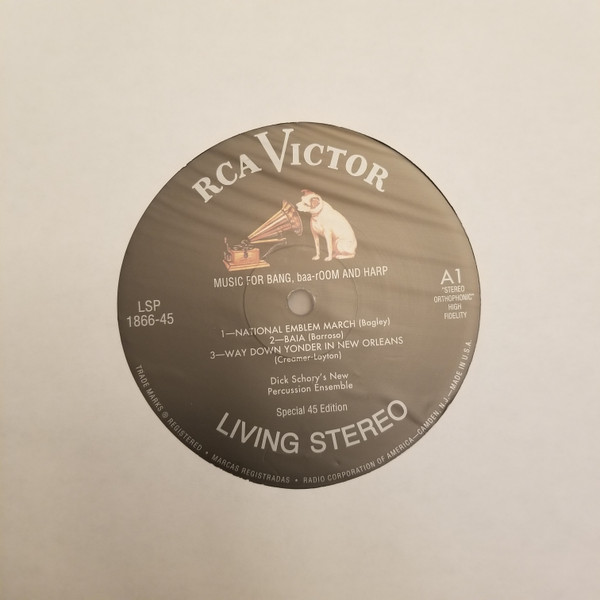 RCA VICTOR
MUSIC FOR BANG, baa-rOOM AND HARP
LSP
1866-45
A1
"STEREO
ORTHOPHONIC"
HIGH
FIDELITY
1—NATIONAL EMBLEM MARCH (Bagley)
2—BAIA (Barroso)
3—WAY DOWN YONDER IN NEW ORLEANS
(Creamer-Layton)
Dick Schory's New
Percussion Ensemble
Special 45 Edition
LIVING STEREO
TRADE MARKS ® REGISTERED • MARCAS REGISTRADAS • RADIO CORPORATION OF AMERICA—CAMDEN, N.J.—MADE IN U.S.A.